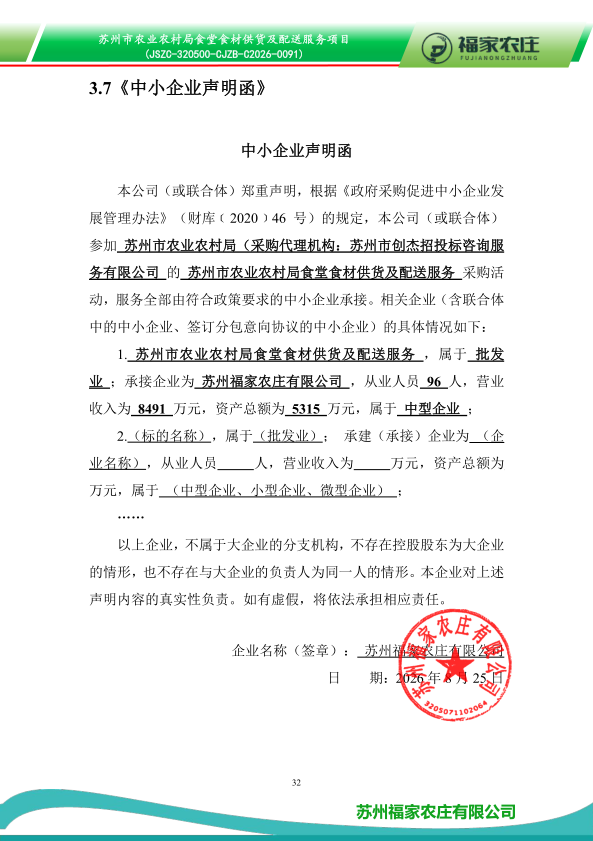 苏州市农业农村局食堂食材供货及配送服务项目
(JSZC-320500-CJZB-C2026-0091)
福家农庄
FUJIANONGZHUANG
3.7《中小企业声明函》
中小企业声明函
本公司（或联合体）郑重声明，根据《政府采购促进中小企业发
展管理办法》（财库﹝2020﹞46 号）的规定，本公司（或联合体）
参加 苏州市农业农村局（采购代理机构：苏州市创杰招投标咨询服
务有限公司 的 苏州市农业农村局食堂食材供货及配送服务 采购活
动，服务全部由符合政策要求的中小企业承接。相关企业（含联合体
中的中小企业、签订分包意向协议的中小企业）的具体情况如下：
1. 苏州市农业农村局食堂食材供货及配送服务 ，属于 批发
业 ；承接企业为 苏州福家农庄有限公司 ，从业人员 96 人，营业
收入为 8491 万元，资产总额为 5315 万元，属于 中型企业 ；
2.（标的名称），属于（批发业）； 承建（承接）企业为 （企
业名称），从业人员_____人，营业收入为_____万元，资产总额为
万元，属于 （中型企业、小型企业、微型企业） ；
……
以上企业，不属于大企业的分支机构，不存在控股股东为大企业
的情形，也不存在与大企业的负责人为同一人的情形。本企业对上述
声明内容的真实性负责。如有虚假，将依法承担相应责任。
企业名称（签章）： 苏州福家农庄有限公司
日 期：2026 年 8 月 25 日
苏州福家农庄有限公司
3205071102064
32
苏州福家农庄有限公司